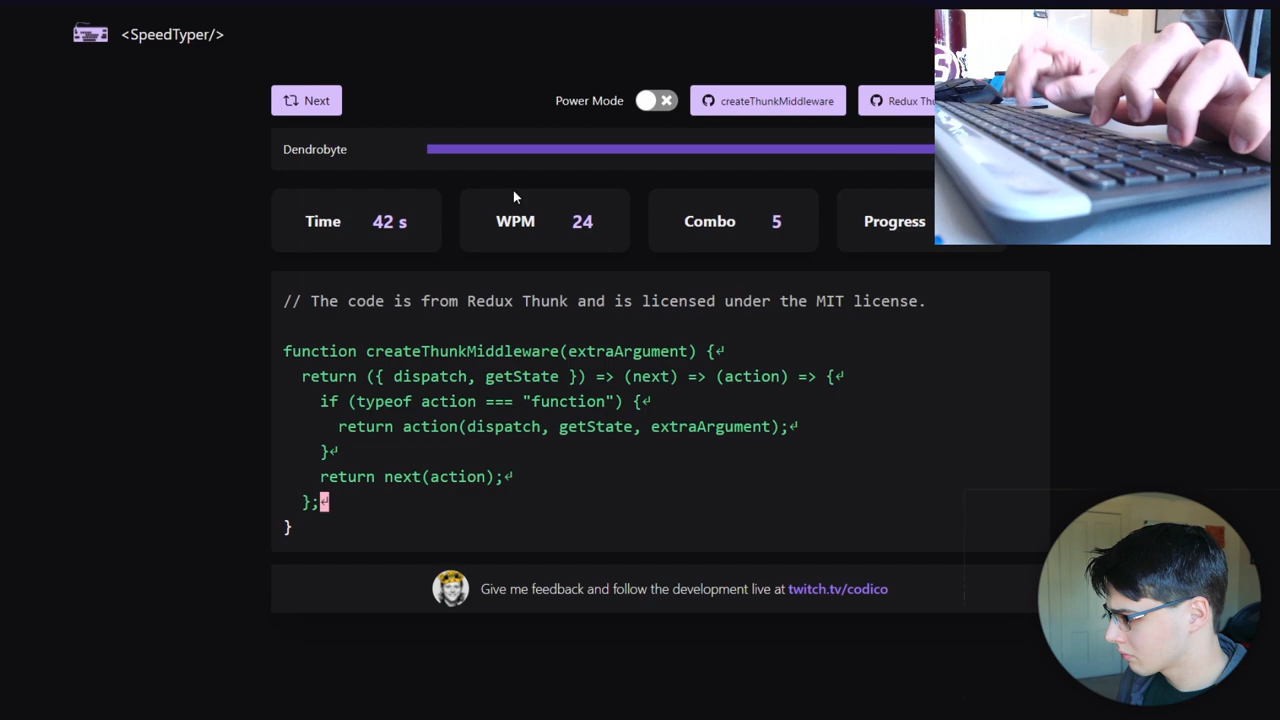 <SpeedTyper/>
Next
Power Mode
createThunkMiddleware
Redux Thu
Dendrobyte
Time 42 s
WPM 24
Combo 5
Progress
// The code is from Redux Thunk and is licensed under the MIT license.
function createThunkMiddleware(extraArgument) {↵
return ({ dispatch, getState }) => (next) => (action) => {↵
if (typeof action === "function") {↵
return action(dispatch, getState, extraArgument);↵
}↵
return next(action);↵
};↵
}
Give me feedback and follow the development live at twitch.tv/codico